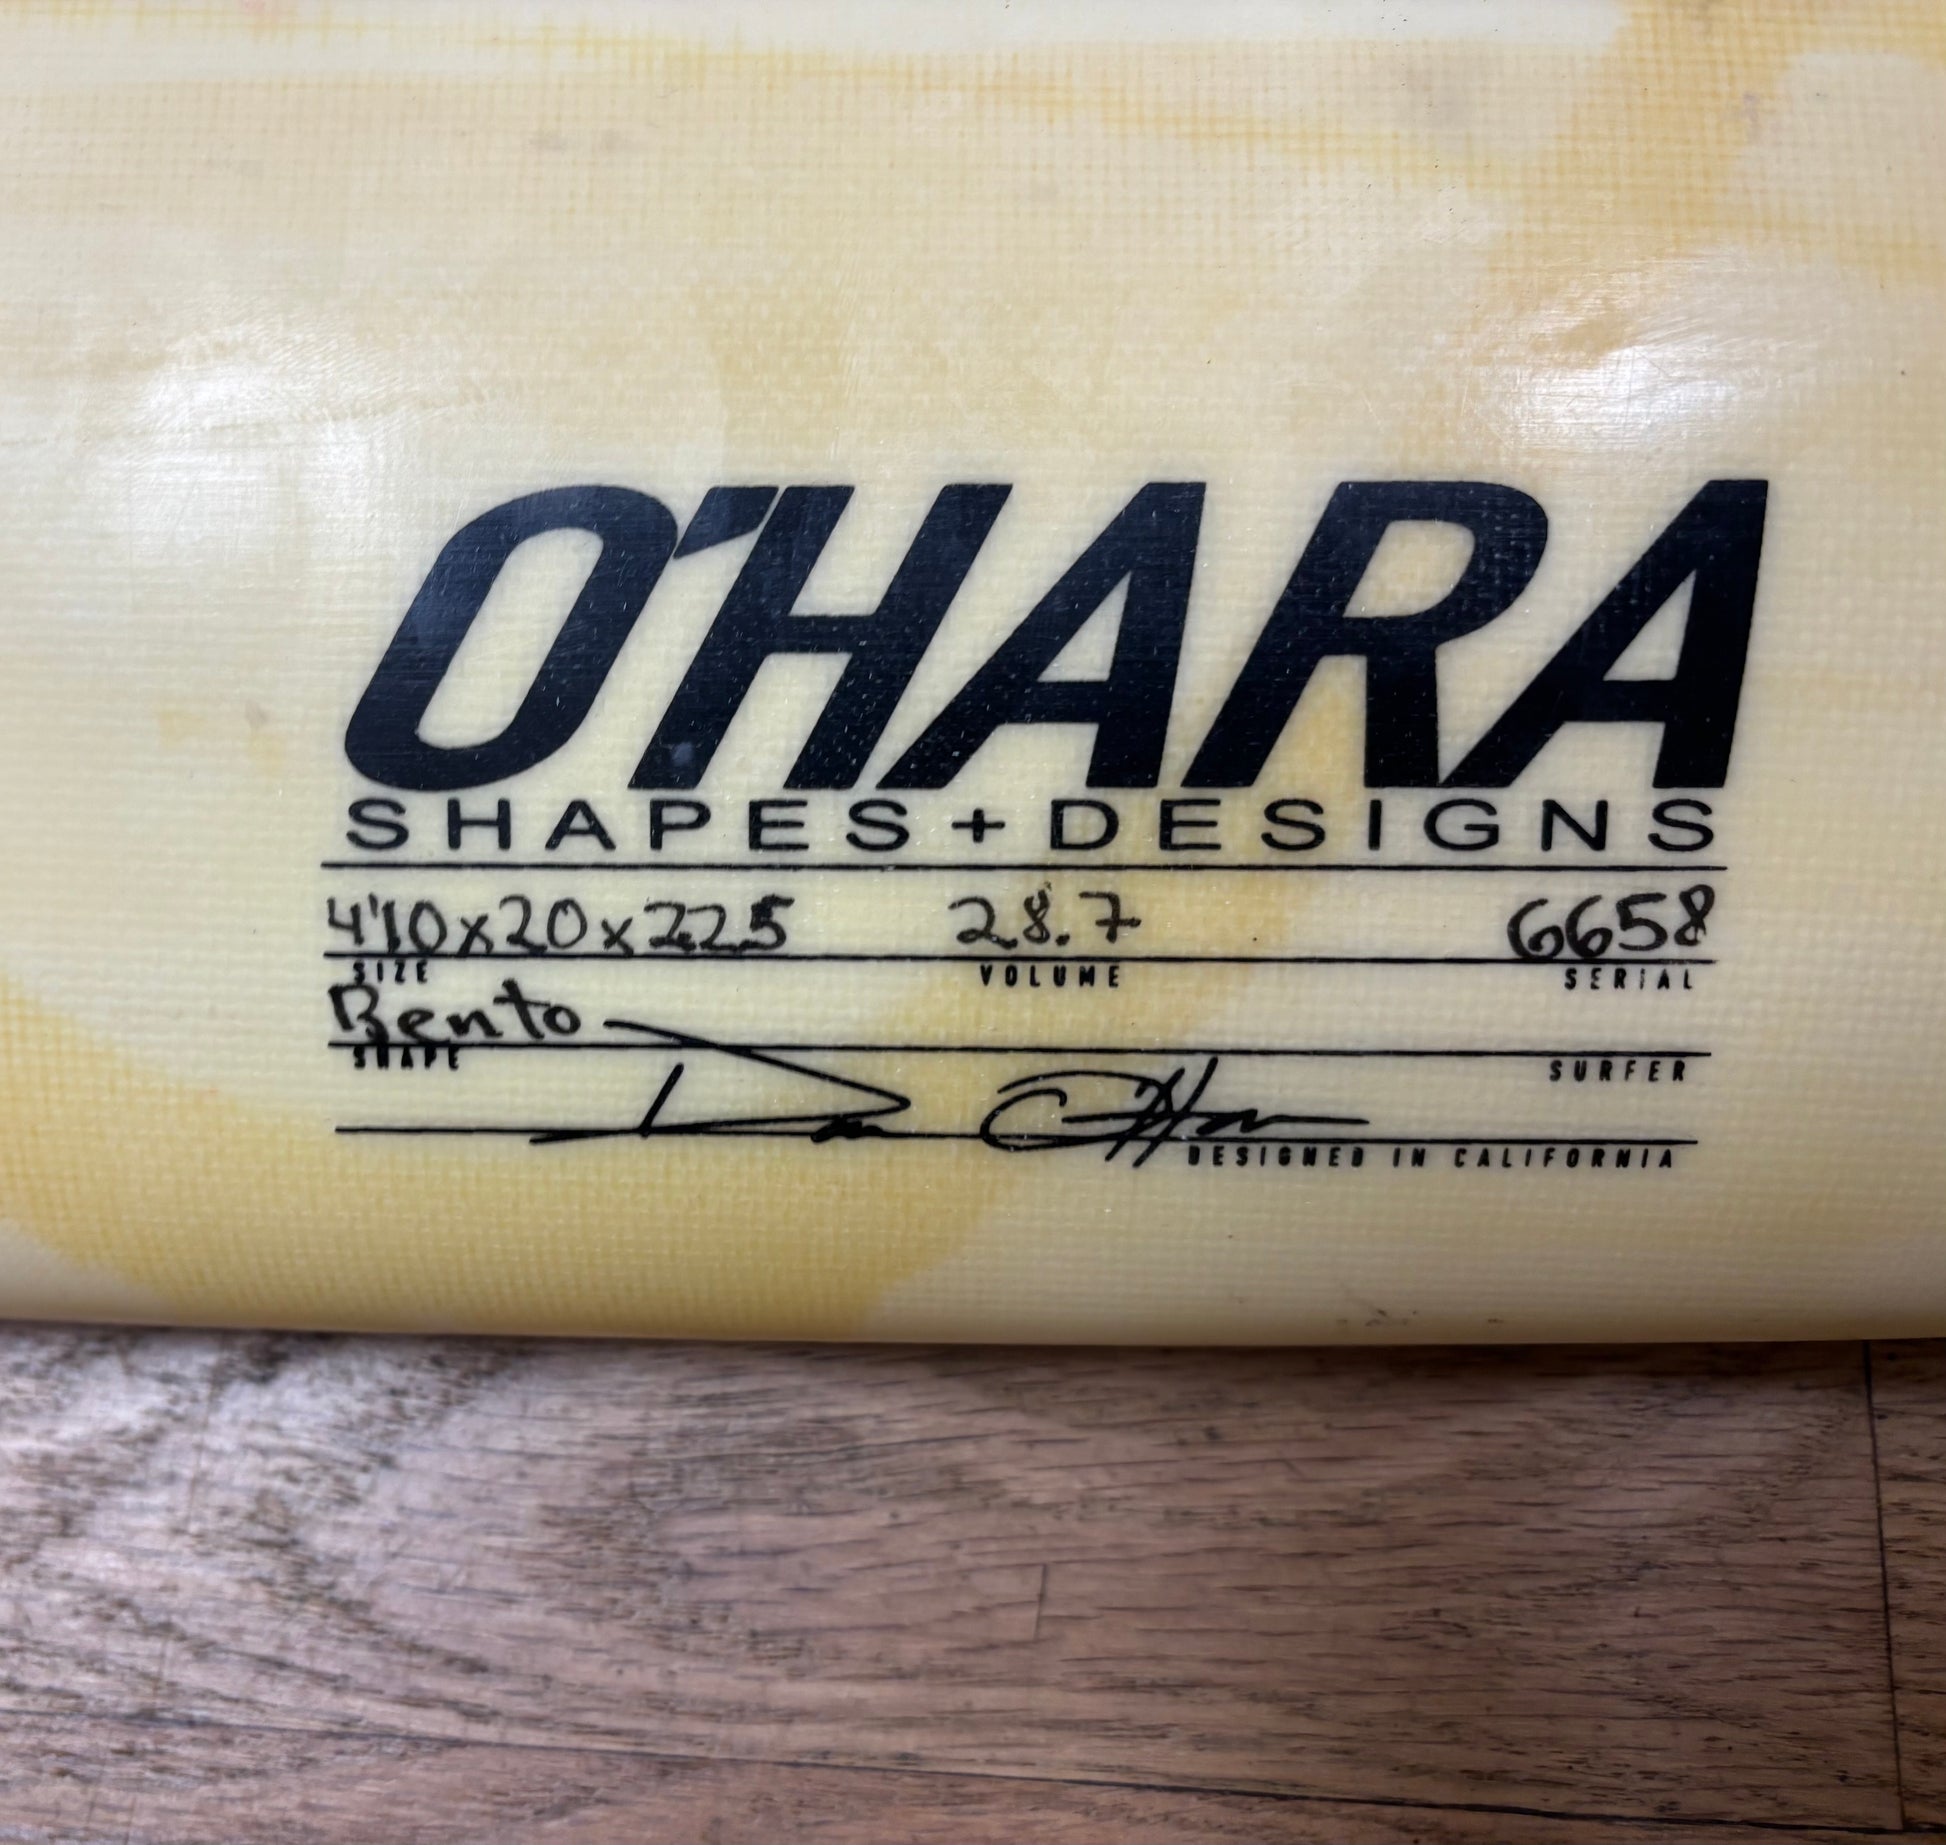 O'HARA
SHAPES+DESIGNS
4'10x20x2.25 28.7 6658
SIZE VOLUME SERIAL
Bento
SHAPE SURFER
DESIGNED IN CALIFORNIA